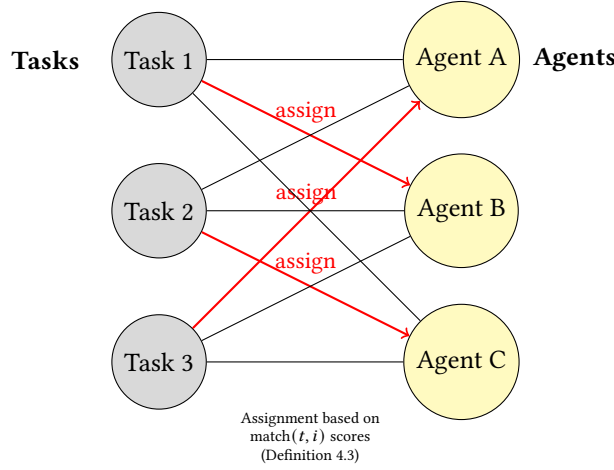 Tasks
Task 1
Agent A
Agents
assign
Task 2
assign
Agent B
assign
Task 3
Agent C
Assignment based on
match(t, i) scores
(Definition 4.3)